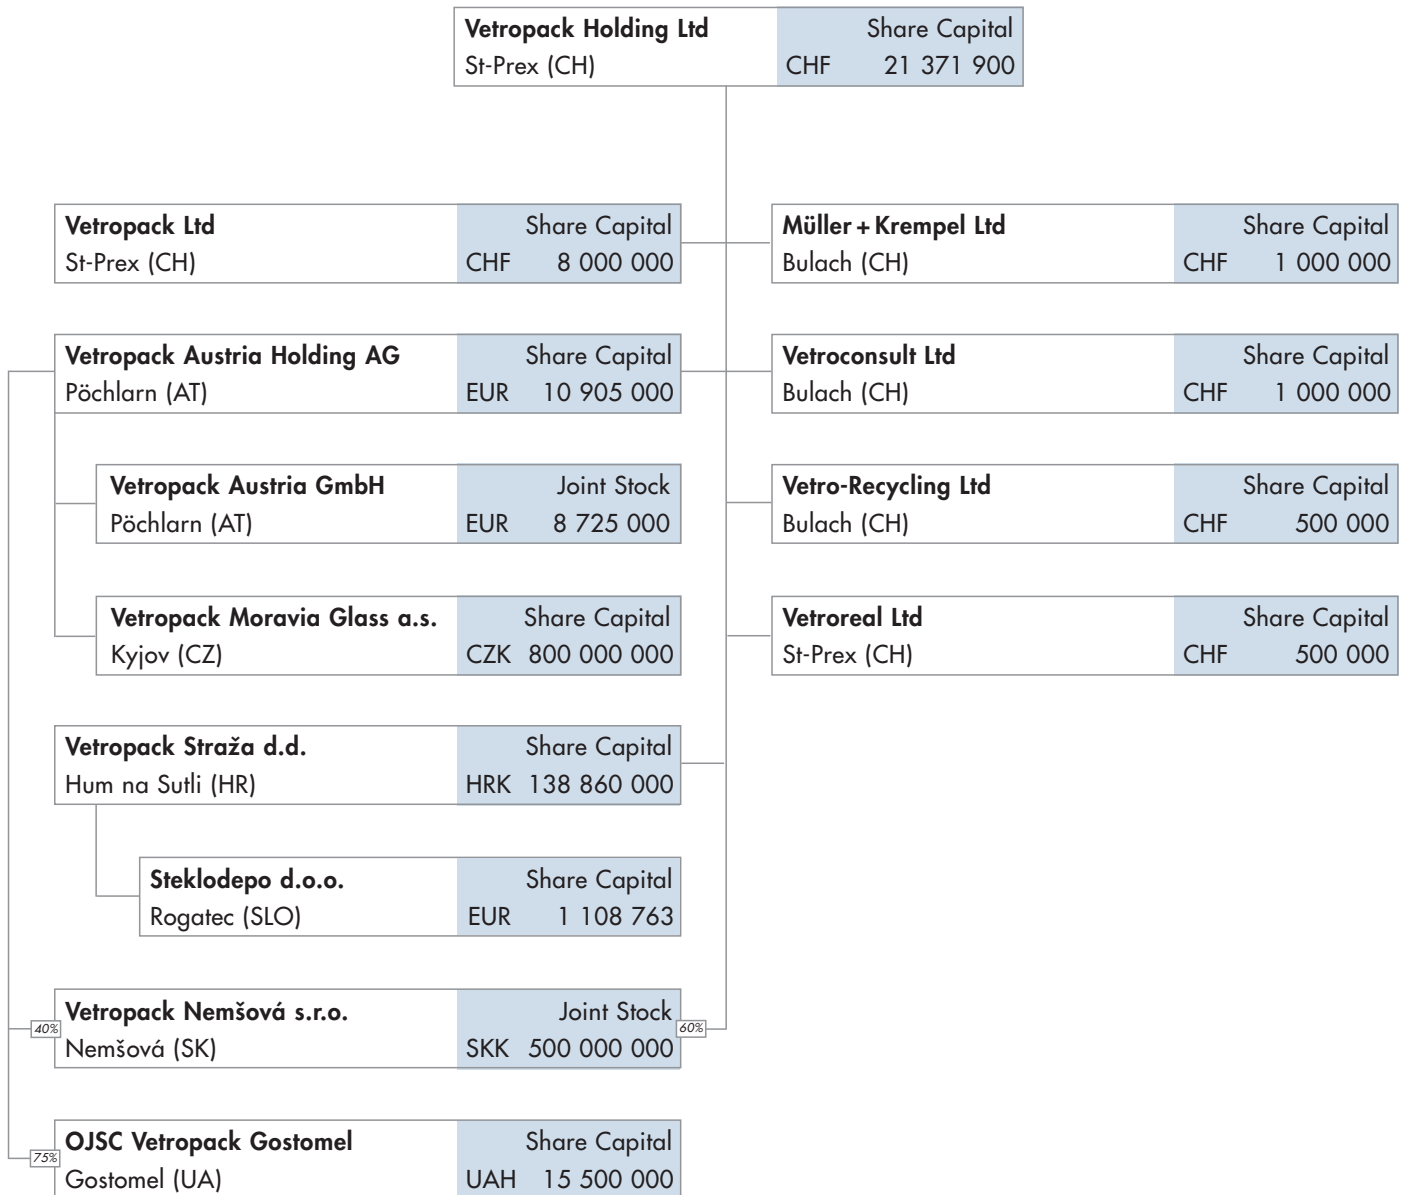 Vetropack Holding Ltd Share Capital
St-Prex (CH) CHF 21 371 900
Vetropack Ltd Share Capital
St-Prex (CH) CHF 8 000 000
Müller + Krempel Ltd Share Capital
Bulach (CH) CHF 1 000 000
Vetropack Austria Holding AG Share Capital
Pöchlarn (AT) EUR 10 905 000
Vetroconsult Ltd Share Capital
Bulach (CH) CHF 1 000 000
Vetropack Austria GmbH Joint Stock
Pöchlarn (AT) EUR 8 725 000
Vetro-Recycling Ltd Share Capital
Bulach (CH) CHF 500 000
Vetropack Moravia Glass a.s. Share Capital
Kyjov (CZ) CZK 800 000 000
Vetroreal Ltd Share Capital
St-Prex (CH) CHF 500 000
Vetropack Straža d.d. Share Capital
Hum na Sutli (HR) HRK 138 860 000
Steklodepo d.o.o. Share Capital
Rogatec (SLO) EUR 1 108 763
Vetropack Nemšová s.r.o. Joint Stock
40% 60%
Nemšová (SK) SKK 500 000 000
OJSC Vetropack Gostomel Share Capital
75%
Gostomel (UA) UAH 15 500 000